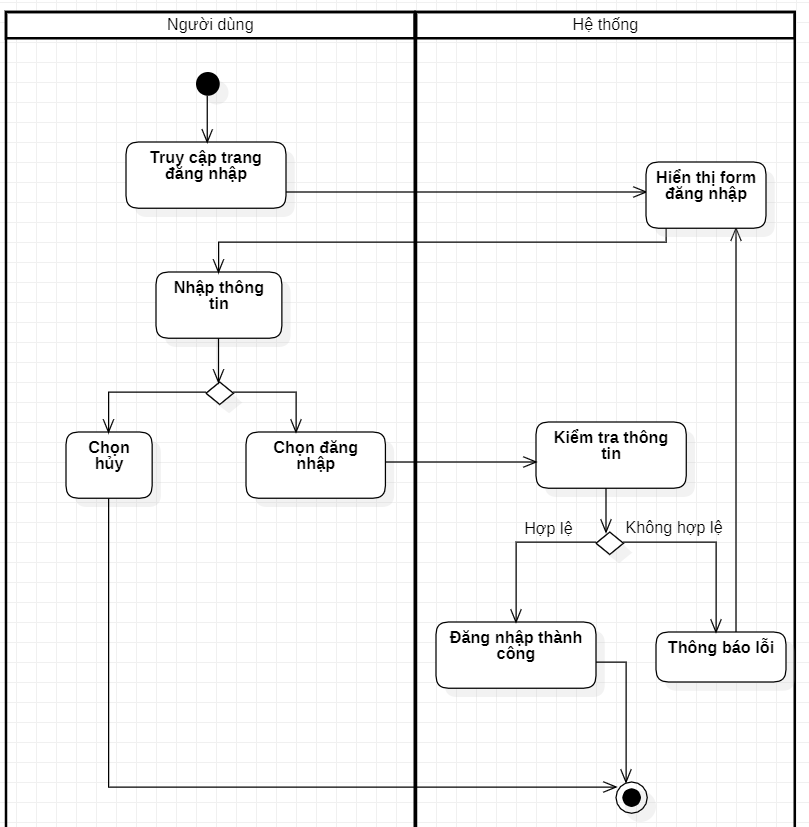 Người dùng
Hệ thống
Truy cập trang
đăng nhập
Hiển thị form
đăng nhập
Nhập thông
tin
Chọn
hủy
Chọn đăng
nhập
Kiểm tra thông
tin
Hợp lệ
Không hợp lệ
Đăng nhập thành
công
Thông báo lỗi